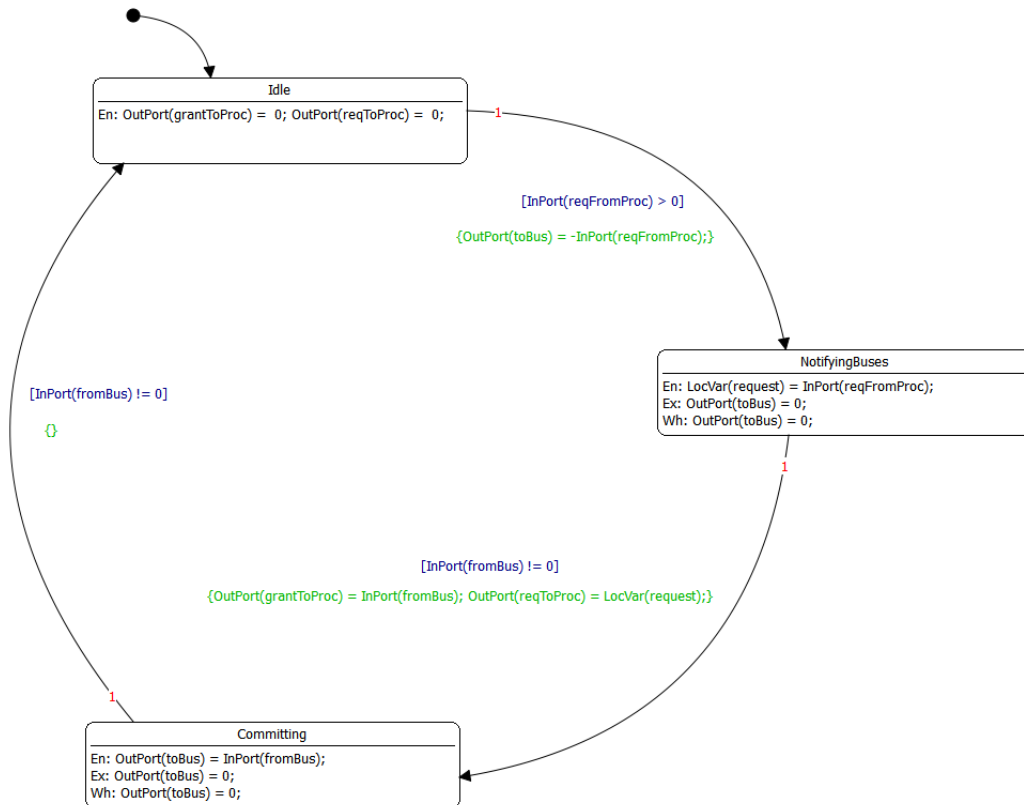 Idle
En: OutPort(grantToProc) =  0; OutPort(reqToProc) =  0;
1
[InPort(reqFromProc) > 0]
{OutPort(toBus) = -InPort(reqFromProc);}
NotifyingBuses
En: LocVar(request) = InPort(reqFromProc);
Ex: OutPort(toBus) = 0;
Wh: OutPort(toBus) = 0;
[InPort(fromBus) != 0]
{}
1
[InPort(fromBus) != 0]
{OutPort(grantToProc) = InPort(fromBus); OutPort(reqToProc) = LocVar(request);}
1
Committing
En: OutPort(toBus) = InPort(fromBus);
Ex: OutPort(toBus) = 0;
Wh: OutPort(toBus) = 0;